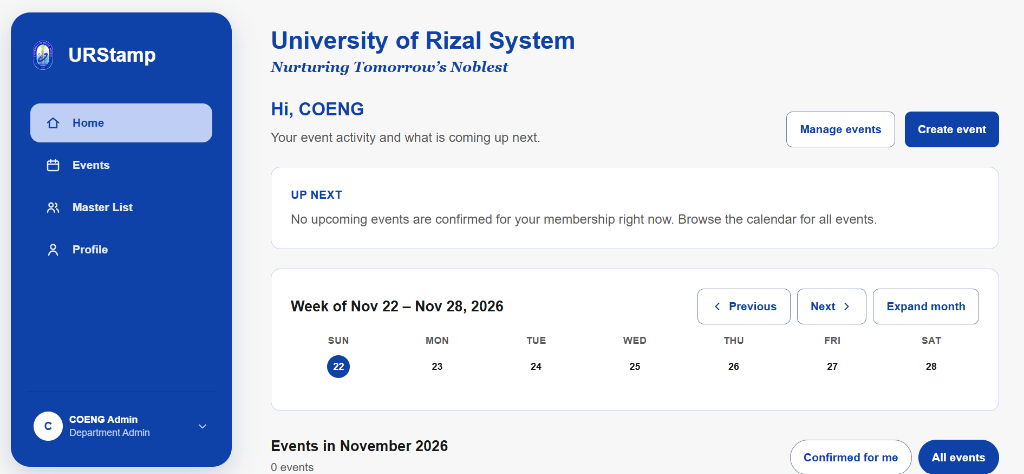 URStamp
Home
Events
Master List
Profile
C
COENG Admin
Department Admin
University of Rizal System
Nurturing Tomorrow's Noblest
Hi, COENG
Your event activity and what is coming up next.
Manage events
Create event
UP NEXT
No upcoming events are confirmed for your membership right now. Browse the calendar for all events.
Week of Nov 22 – Nov 28, 2026
Previous
Next
Expand month
SUN MON TUE WED THU FRI SAT
22 23 24 25 26 27 28
Events in November 2026
0 events
Confirmed for me
All events